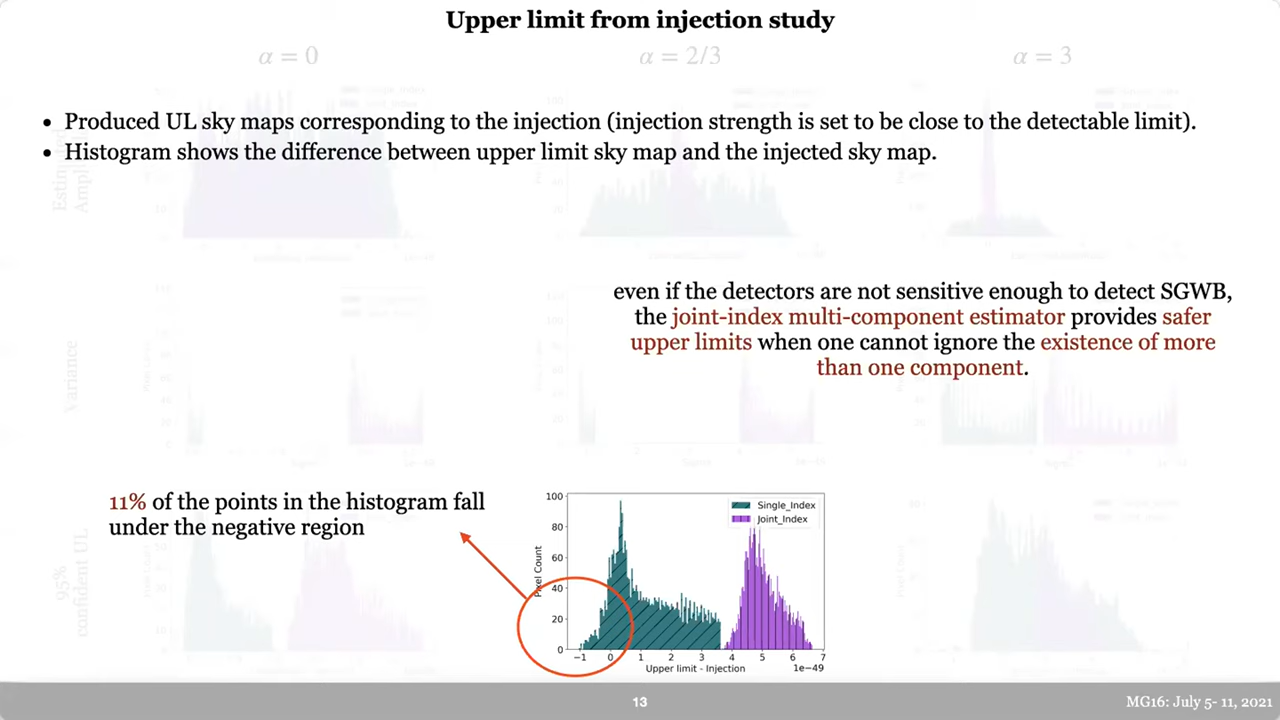 Upper limit from injection study
α = 0
α = 2/3
α = 3
• Produced UL sky maps corresponding to the injection (injection strength is set to be close to the detectable limit).
• Histogram shows the difference between upper limit sky map and the injected sky map.
Variance
even if the detectors are not sensitive enough to detect SGWB,
the joint-index multi-component estimator provides safer
upper limits when one cannot ignore the existence of more
than one component.
95%
confident UL
11% of the points in the histogram fall
under the negative region
Single_Index
Joint_Index
Pixel Count
100
80
60
40
20
0
−1 0 1 2 3 4 5 6 7
Upper limit - Injection
1e−49
13
MG16: July 5- 11, 2021